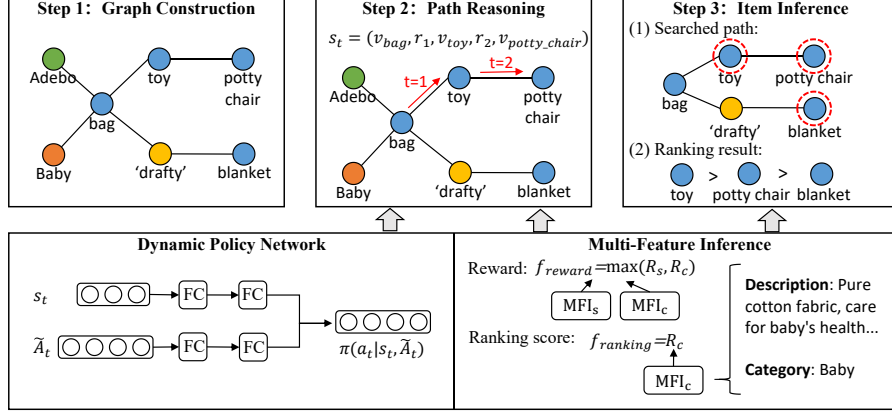 Step 1: Graph Construction
Adebo
toy
potty
chair
bag
Baby
'drafty'
blanket
Step 2: Path Reasoning
s_t = (v_bag, r_1, v_toy, r_2, v_potty_chair)
t=1
t=2
Adebo
toy
potty
chair
bag
Baby
'drafty'
blanket
Step 3: Item Inference
(1) Searched path:
toy
potty chair
bag
'drafty'
blanket
(2) Ranking result:
> >
toy potty chair blanket
Dynamic Policy Network
s_t
FC
FC
Ã_t
FC
FC
π(a_t|s_t, Ã_t)
Multi-Feature Inference
Reward: f_reward=max(R_s, R_c)
MFI_s
MFI_c
Ranking score: f_ranking=R_c
MFI_c
Description: Pure
cotton fabric, care
for baby's health...
Category: Baby